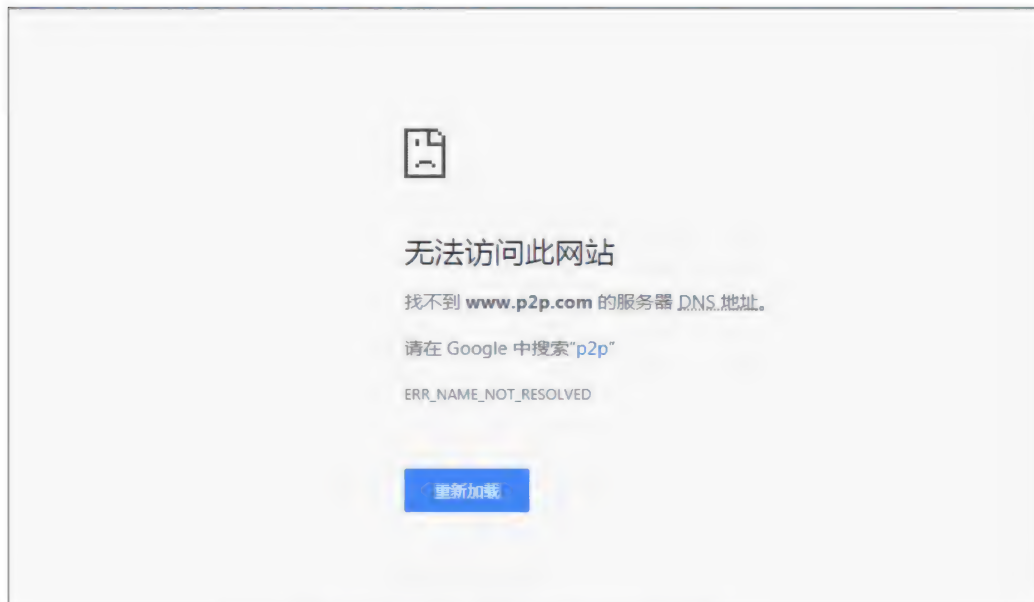 无法访问此网站
找不到 www.p2p.com 的服务器 DNS 地址。
请在 Google 中搜索“p2p”
ERR_NAME_NOT_RESOLVED
重新加载